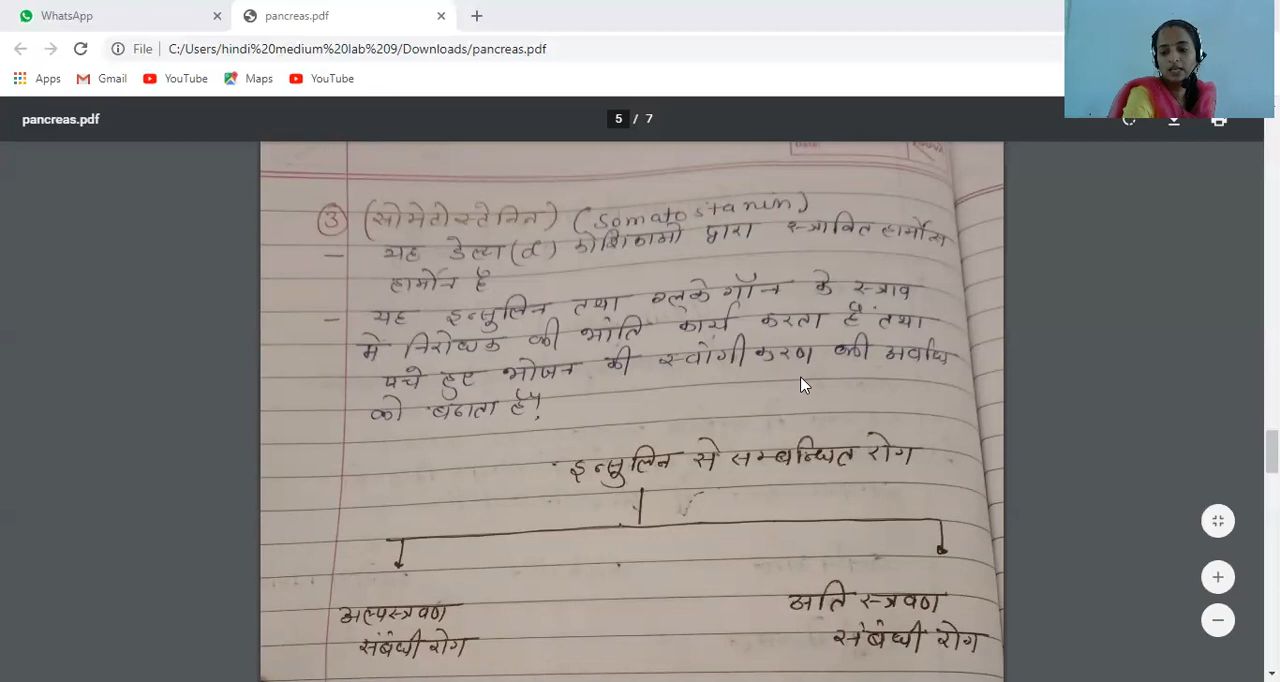 WhatsApp
pancreas.pdf
File C:/Users/hindi%20medium%20lab%209/Downloads/pancreas.pdf
Apps Gmail YouTube Maps YouTube
pancreas.pdf
5 / 7
③ (सोमेटोस्टेनिन) (Somatostanin)
— यह डेल्टा (d) कोशिकाओ द्वारा स्त्रावित हार्मोन्स
हार्मोन है
— यह इन्सुलिन तथा ग्लुकेगॉन के स्त्राव
मे निरोधक की भांति कार्य करता है तथा
पचे हुए भोजन की स्वांगीकरण की अवधि
को बढाता है!
इन्सुलिन से सम्बन्धित रोग
अल्पस्त्रवण
संबंधी रोग
अति स्त्रवण
संबंधी रोग